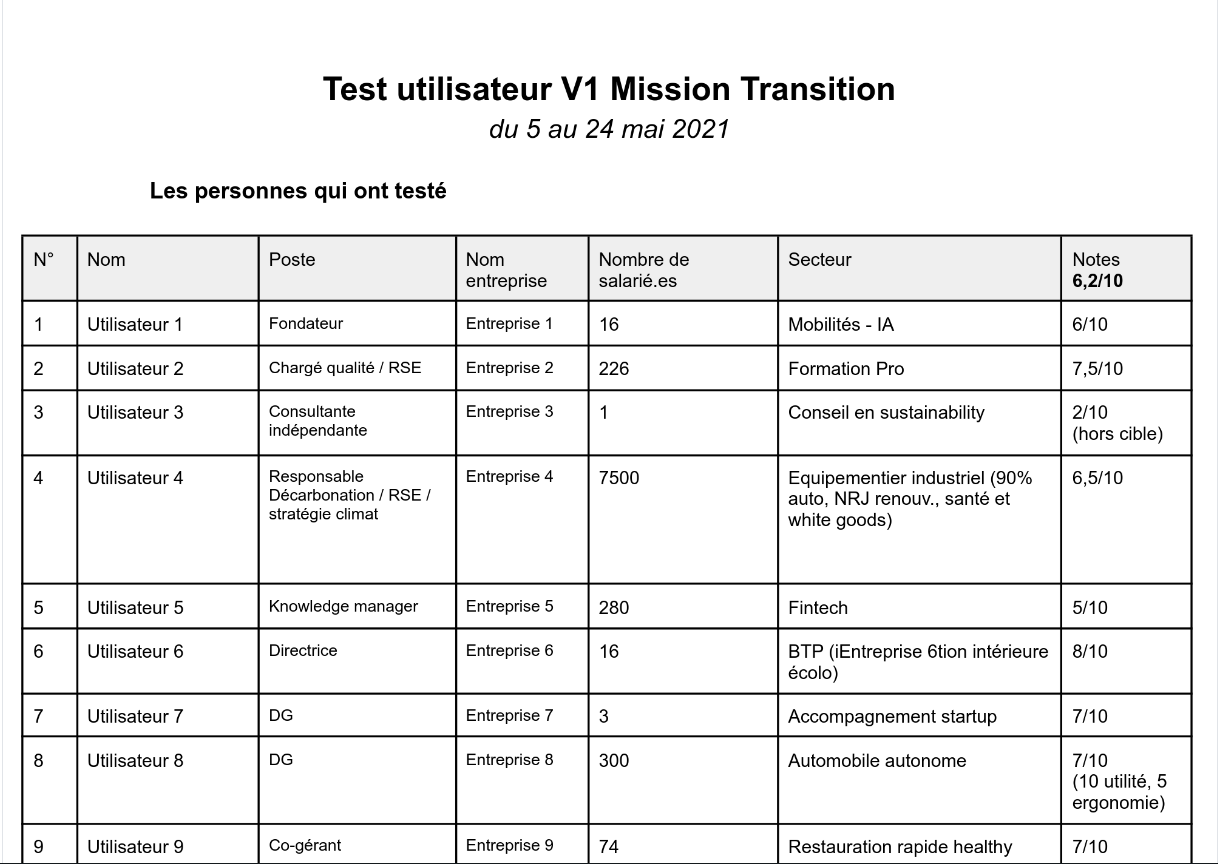 Test utilisateur V1 Mission Transition
du 5 au 24 mai 2021
Les personnes qui ont testé
N° Nom Poste Nom entreprise Nombre de salarié.es Secteur Notes 6,2/10
1 Utilisateur 1 Fondateur Entreprise 1 16 Mobilités - IA 6/10
2 Utilisateur 2 Chargé qualité / RSE Entreprise 2 226 Formation Pro 7,5/10
3 Utilisateur 3 Consultante indépendante Entreprise 3 1 Conseil en sustainability 2/10 (hors cible)
4 Utilisateur 4 Responsable Décarbonation / RSE / stratégie climat Entreprise 4 7500 Equipementier industriel (90% auto, NRJ renouv., santé et white goods) 6,5/10
5 Utilisateur 5 Knowledge manager Entreprise 5 280 Fintech 5/10
6 Utilisateur 6 Directrice Entreprise 6 16 BTP (iEntreprise 6tion intérieure écolo) 8/10
7 Utilisateur 7 DG Entreprise 7 3 Accompagnement startup 7/10
8 Utilisateur 8 DG Entreprise 8 300 Automobile autonome 7/10 (10 utilité, 5 ergonomie)
9 Utilisateur 9 Co-gérant Entreprise 9 74 Restauration rapide healthy 7/10